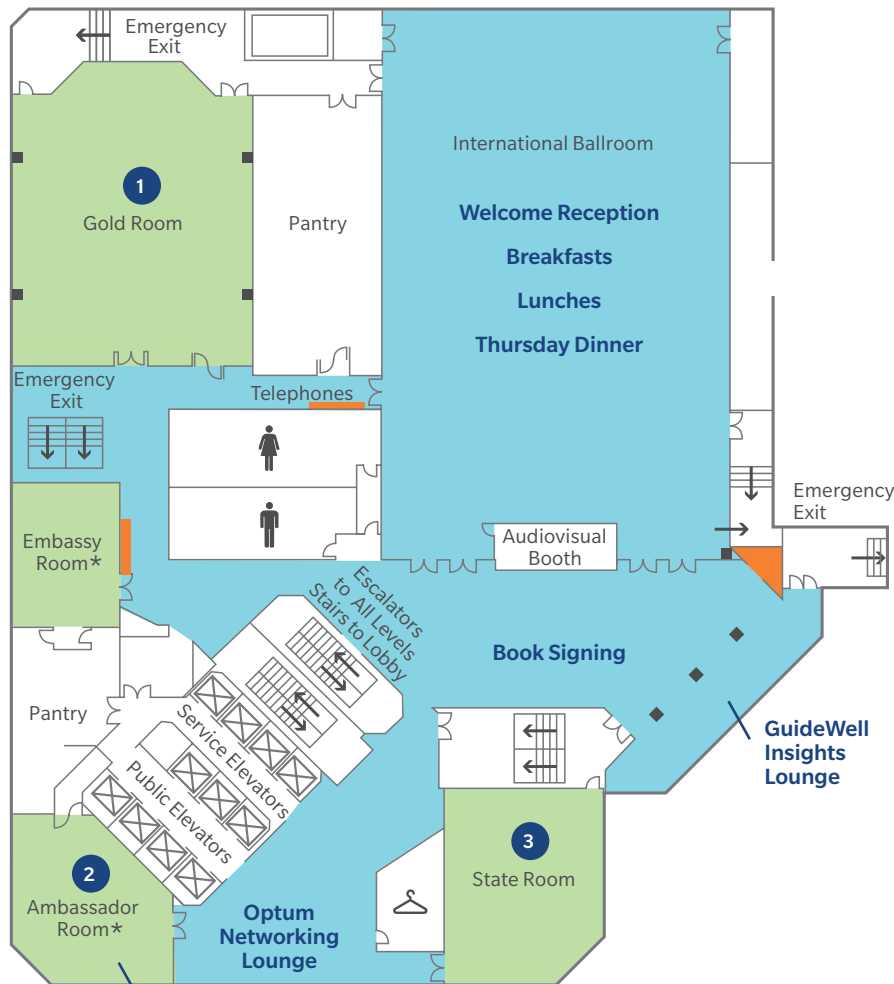 Emergency
Exit
International Ballroom
1
Gold Room
Pantry
Welcome Reception
Breakfasts
Lunches
Thursday Dinner
Emergency
Exit
Telephones
Emergency
Exit
Audiovisual
Booth
Embassy
Room*
Escalators
to All Levels
Stairs to Lobby
Book Signing
Pantry
Service Elevators
Public Elevators
GuideWell
Insights
Lounge
2
Ambassador
Room*
3
State Room
Optum
Networking
Lounge